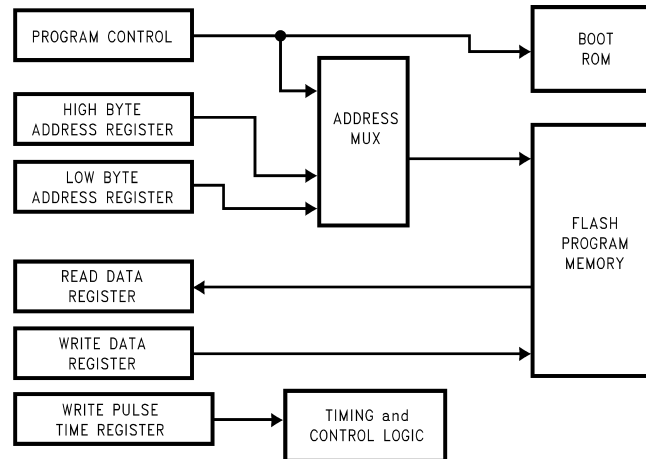 PROGRAM CONTROL
BOOT
ROM
HIGH BYTE
ADDRESS REGISTER
ADDRESS
MUX
LOW BYTE
ADDRESS REGISTER
FLASH
PROGRAM
MEMORY
READ DATA
REGISTER
WRITE DATA
REGISTER
WRITE PULSE
TIME REGISTER
TIMING and
CONTROL LOGIC